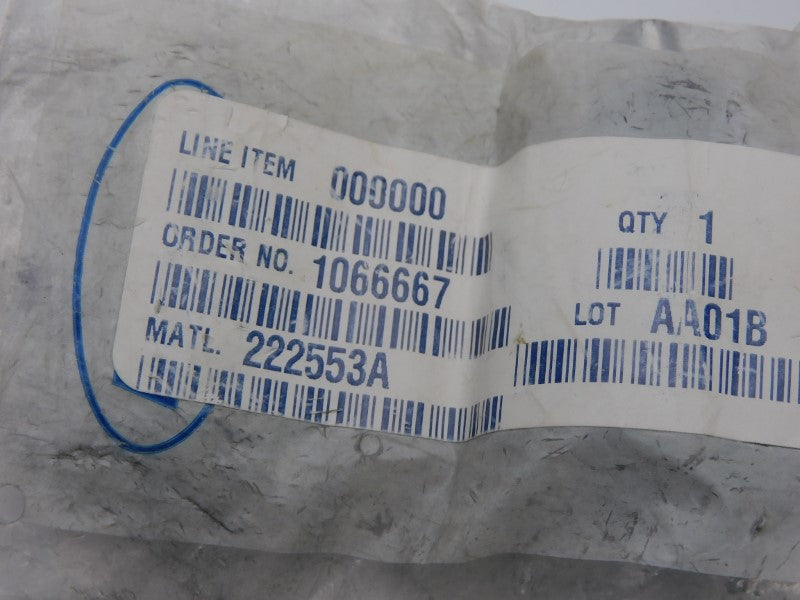 LINE ITEM 000000
ORDER NO. 1066667
MATL. 222553A
QTY 1
LOT AA01B